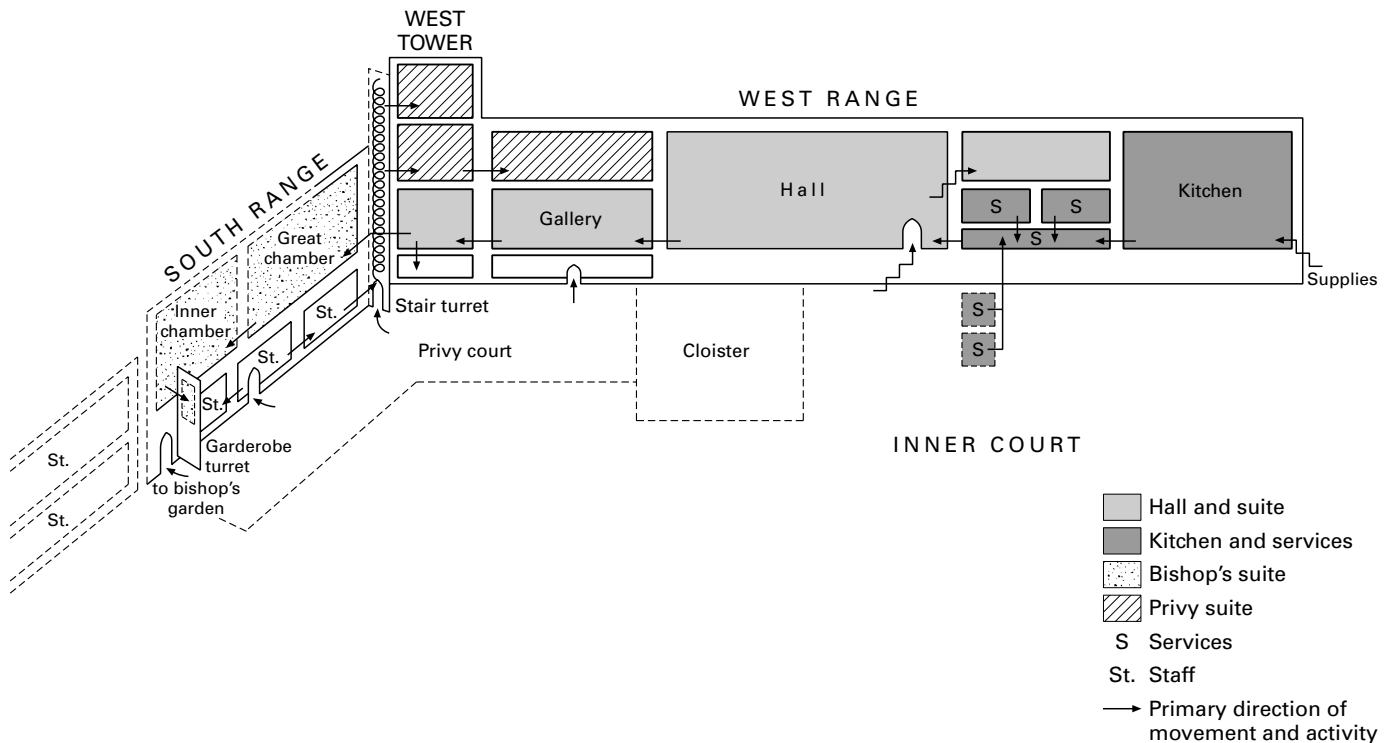 WEST
TOWER
WEST RANGE
SOUTH RANGE
Hall
Kitchen
S
S
S
Gallery
Great
chamber
Inner
chamber
St.
St.
St.
Stair turret
Supplies
S
S
Privy court
Cloister
Garderobe
turret
to bishop's
garden
St.
St.
INNER COURT
Hall and suite
Kitchen and services
Bishop's suite
Privy suite
S Services
St. Staff
Primary direction of
movement and activity